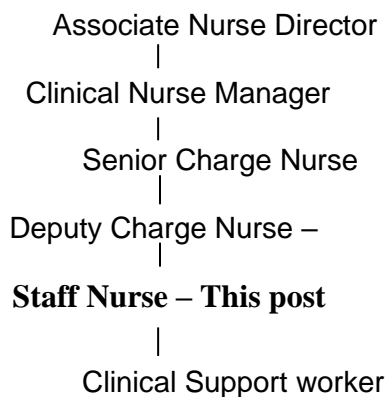 Associate Nurse Director
Clinical Nurse Manager
Senior Charge Nurse
Deputy Charge Nurse –
Staff Nurse – This post
Clinical Support worker